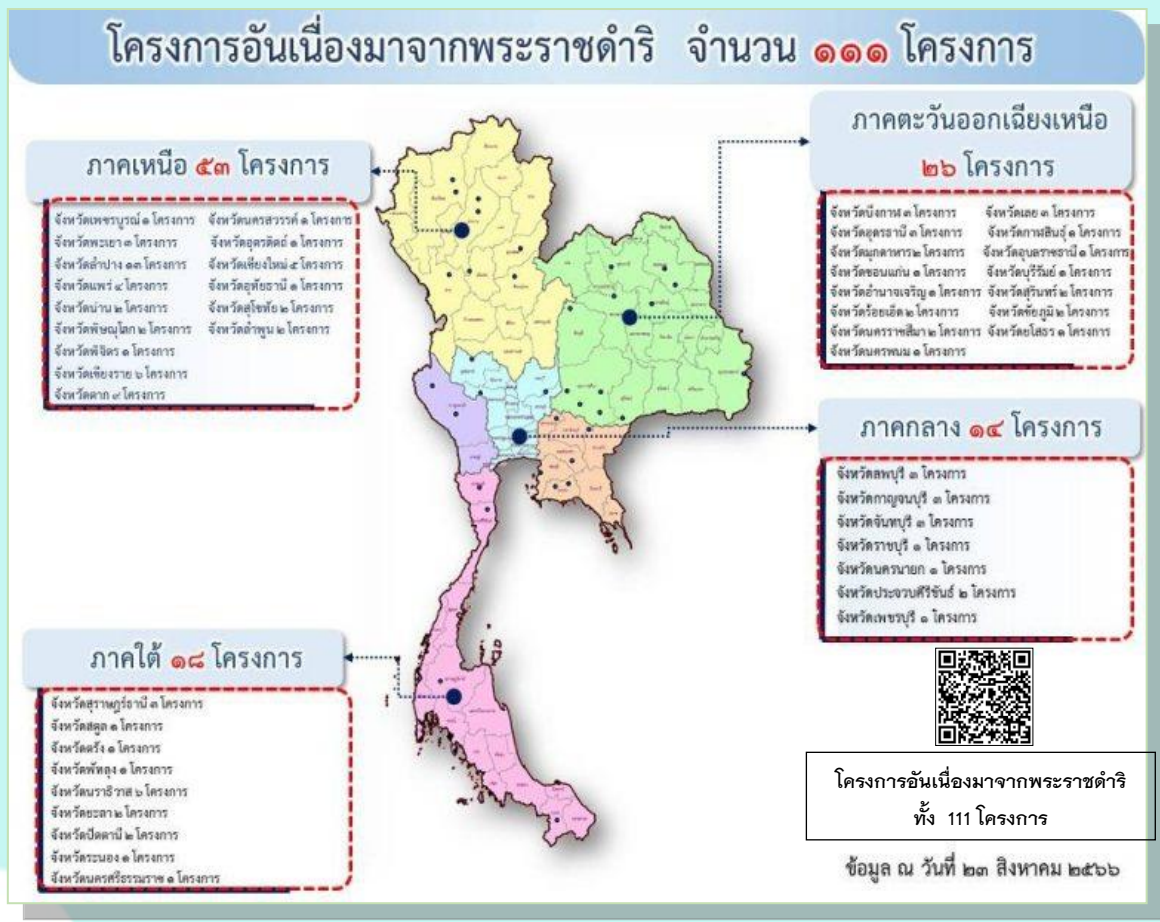 โครงการอันเนื่องมาจากพระราชดำริ จำนวน ๑๑๑ โครงการ
ภาคเหนือ ๕๓ โครงการ
จังหวัดเพชรบูรณ์ ๑ โครงการ จังหวัดนครสวรรค์ ๑ โครงการ
จังหวัดพะเยา ๓ โครงการ จังหวัดอุตรดิตถ์ ๑ โครงการ
จังหวัดลำปาง ๑๓ โครงการ จังหวัดเชียงใหม่ ๕ โครงการ
จังหวัดแพร่ ๔ โครงการ จังหวัดอุทัยธานี ๑ โครงการ
จังหวัดน่าน ๒ โครงการ จังหวัดสุโขทัย ๒ โครงการ
จังหวัดพิษณุโลก ๒ โครงการ จังหวัดลำพูน ๒ โครงการ
จังหวัดพิจิตร ๑ โครงการ
จังหวัดเชียงราย ๖ โครงการ
จังหวัดตาก ๙ โครงการ
ภาคตะวันออกเฉียงเหนือ
๒๖ โครงการ
จังหวัดบึงกาฬ ๓ โครงการ จังหวัดเลย ๓ โครงการ
จังหวัดอุดรธานี ๓ โครงการ จังหวัดกาฬสินธุ์ ๑ โครงการ
จังหวัดมุกดาหาร ๒ โครงการ จังหวัดอุบลราชธานี ๑ โครงการ
จังหวัดขอนแก่น ๑ โครงการ จังหวัดบุรีรัมย์ ๑ โครงการ
จังหวัดอำนาจเจริญ ๑ โครงการ จังหวัดสุรินทร์ ๒ โครงการ
จังหวัดร้อยเอ็ด ๒ โครงการ จังหวัดชัยภูมิ ๒ โครงการ
จังหวัดนครราชสีมา ๒ โครงการ จังหวัดยโสธร ๑ โครงการ
จังหวัดนครพนม ๑ โครงการ
ภาคกลาง ๑๔ โครงการ
จังหวัดลพบุรี ๓ โครงการ
จังหวัดกาญจนบุรี ๓ โครงการ
จังหวัดจันทบุรี ๓ โครงการ
จังหวัดราชบุรี ๑ โครงการ
จังหวัดนครนายก ๑ โครงการ
จังหวัดประจวบคีรีขันธ์ ๒ โครงการ
จังหวัดเพชรบุรี ๑ โครงการ
ภาคใต้ ๑๘ โครงการ
จังหวัดสุราษฎร์ธานี ๓ โครงการ
จังหวัดสตูล ๑ โครงการ
จังหวัดตรัง ๑ โครงการ
จังหวัดพัทลุง ๑ โครงการ
จังหวัดนราธิวาส ๖ โครงการ
จังหวัดยะลา ๒ โครงการ
จังหวัดปัตตานี ๒ โครงการ
จังหวัดระนอง ๑ โครงการ
จังหวัดนครศรีธรรมราช ๑ โครงการ
โครงการอันเนื่องมาจากพระราชดำริ
ทั้ง 111 โครงการ
ข้อมูล ณ วันที่ ๒๓ สิงหาคม ๒๕๖๖